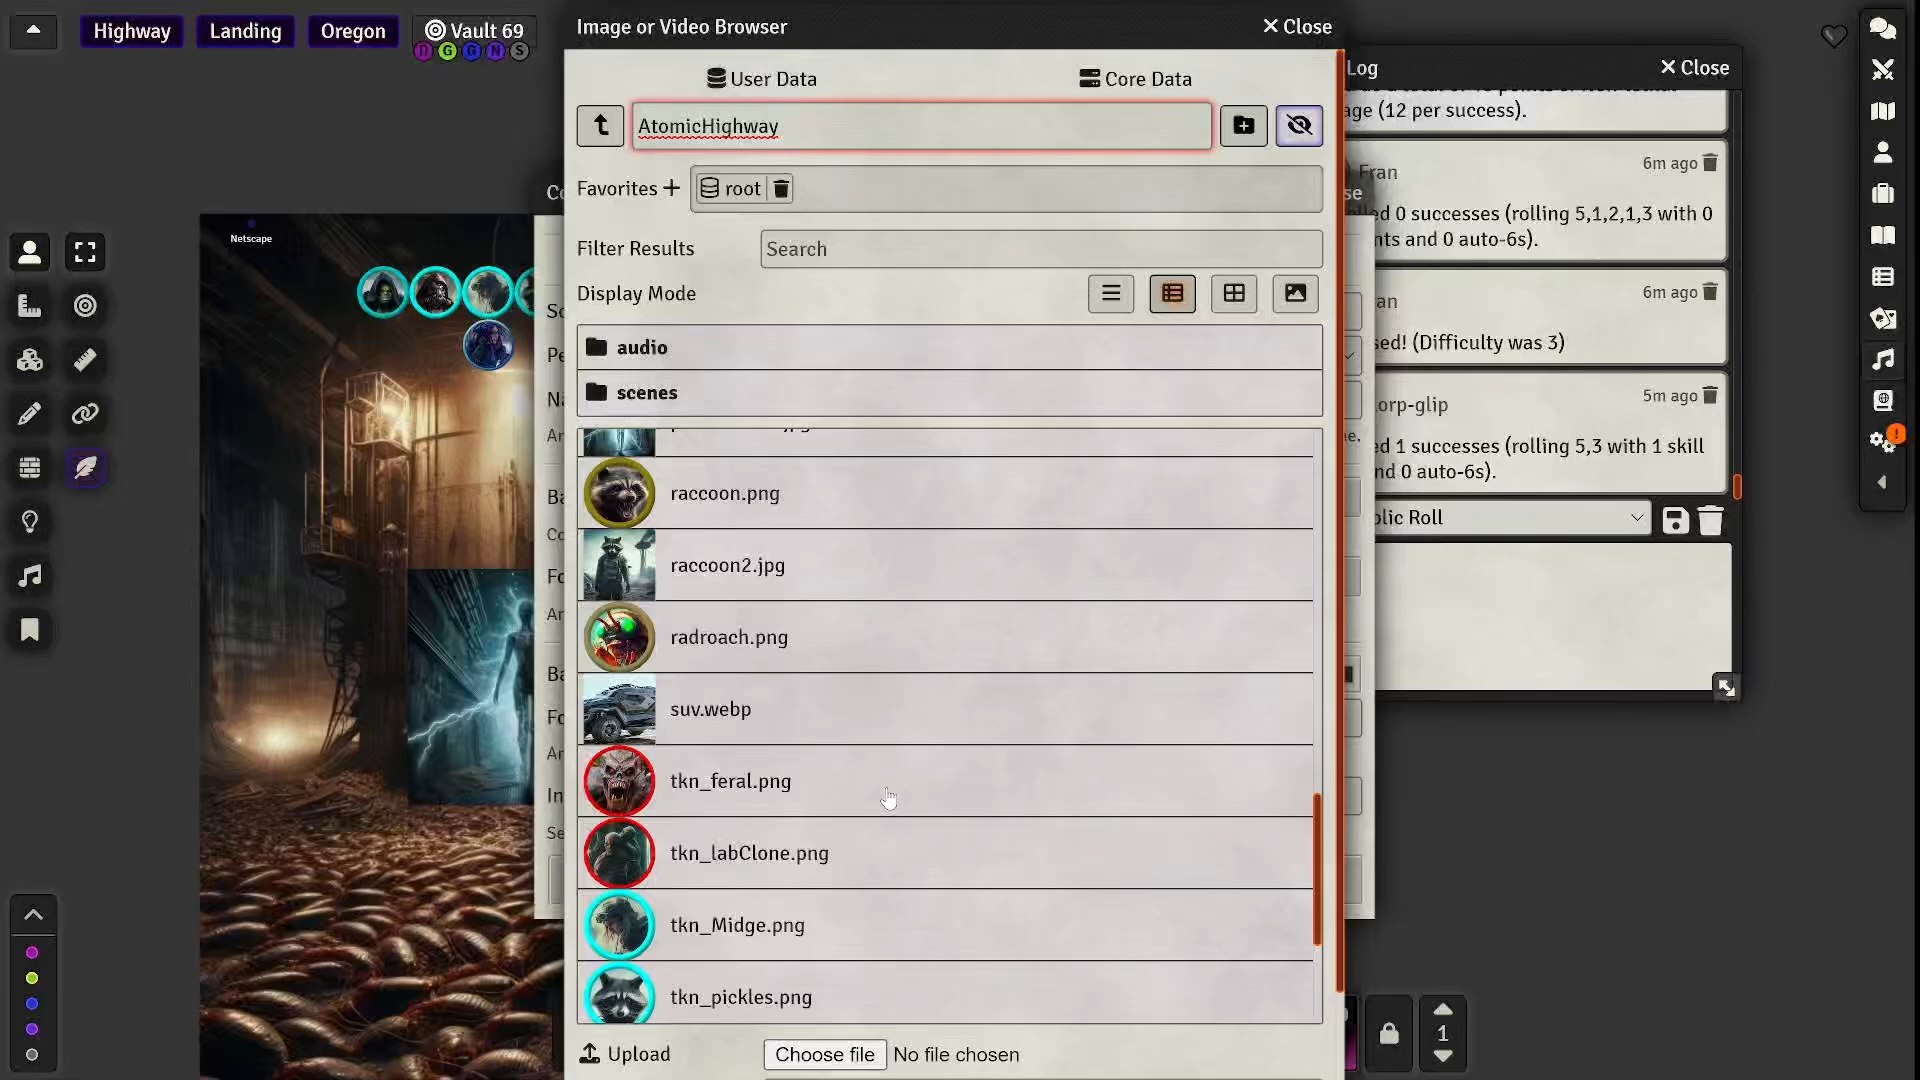 Highway
Landing
Oregon
Vault 69
D G G N S
Netscape
Image or Video Browser
Close
User Data
Core Data
AtomicHighway
Favorites
root
Filter Results
Search
Display Mode
audio
scenes
raccoon.png
raccoon2.jpg
radroach.png
suv.webp
tkn_feral.png
tkn_labClone.png
tkn_Midge.png
tkn_pickles.png
Upload
Choose file
No file chosen
Log
Close
age (12 per success).
Fran
6m ago
lled 0 successes (rolling 5,1,2,1,3 with 0
nts and 0 auto-6s).
ran
6m ago
sed! (Difficulty was 3)
orp-glip
5m ago
ed 1 successes (rolling 5,3 with 1 skill
nd 0 auto-6s).
blic Roll
1